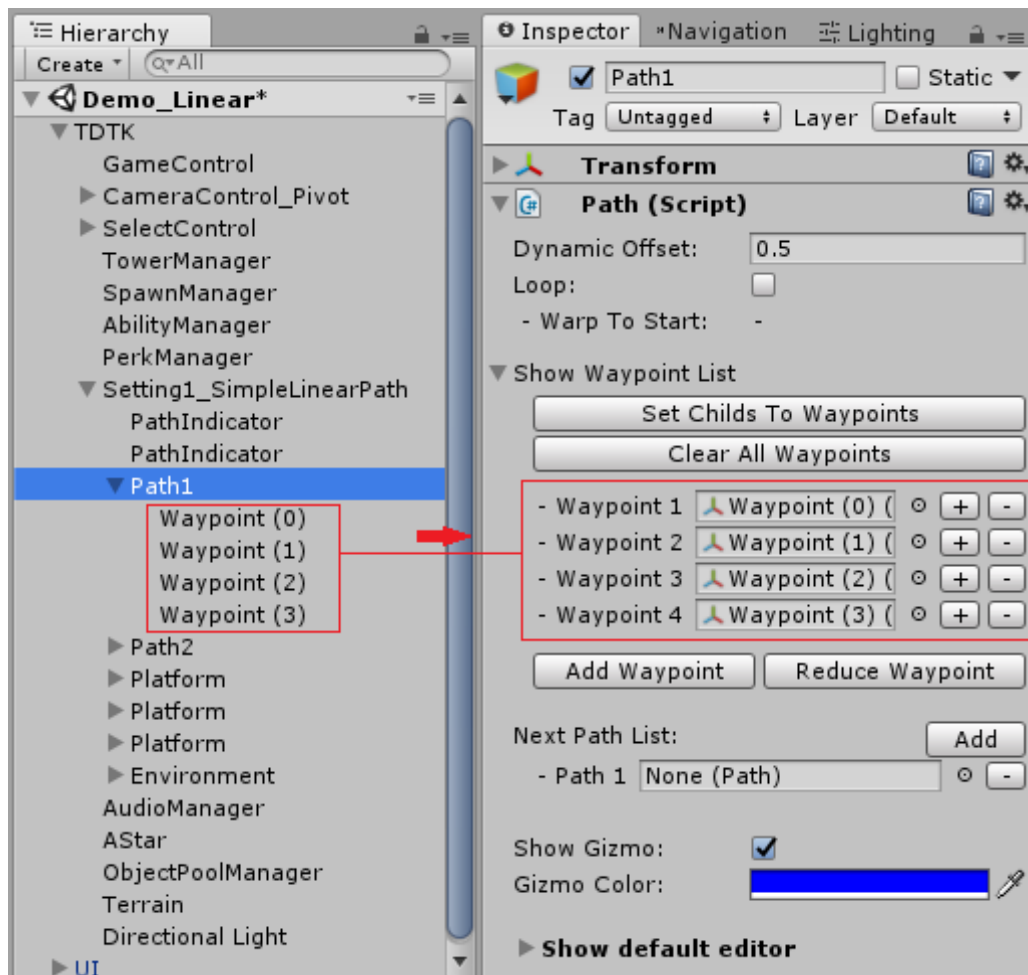 Hierarchy
Create
All
Demo_Linear*
TDTK
GameControl
CameraControl_Pivot
SelectControl
TowerManager
SpawnManager
AbilityManager
PerkManager
Setting1_SimpleLinearPath
PathIndicator
PathIndicator
Path1
Waypoint (0)
Waypoint (1)
Waypoint (2)
Waypoint (3)
Path2
Platform
Platform
Platform
Environment
AudioManager
AStar
ObjectPoolManager
Terrain
Directional Light
UI
Inspector Navigation Lighting
Path1 Static
Tag Untagged Layer Default
Transform
Path (Script)
Dynamic Offset: 0.5
Loop:
- Warp To Start: -
Show Waypoint List
Set Childs To Waypoints
Clear All Waypoints
- Waypoint 1 Waypoint (0) ( + -
- Waypoint 2 Waypoint (1) ( + -
- Waypoint 3 Waypoint (2) ( + -
- Waypoint 4 Waypoint (3) ( + -
Add Waypoint Reduce Waypoint
Next Path List: Add
- Path 1 None (Path) -
Show Gizmo:
Gizmo Color:
Show default editor